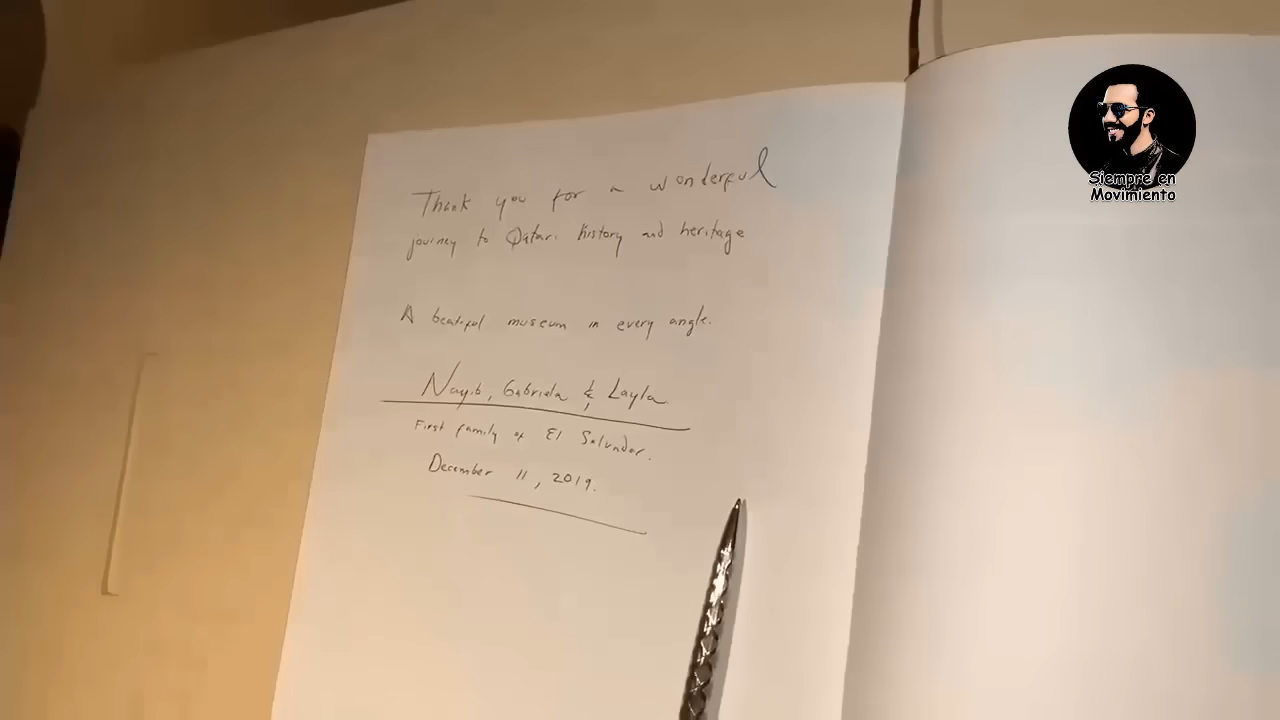 Thank you for a wonderful
journey to Qatari history and heritage
A beatiful museum in every angle.
Nayib, Gabriela & Layla.
First family of El Salvador.
December 11, 2019.
Siempre en
Movimiento